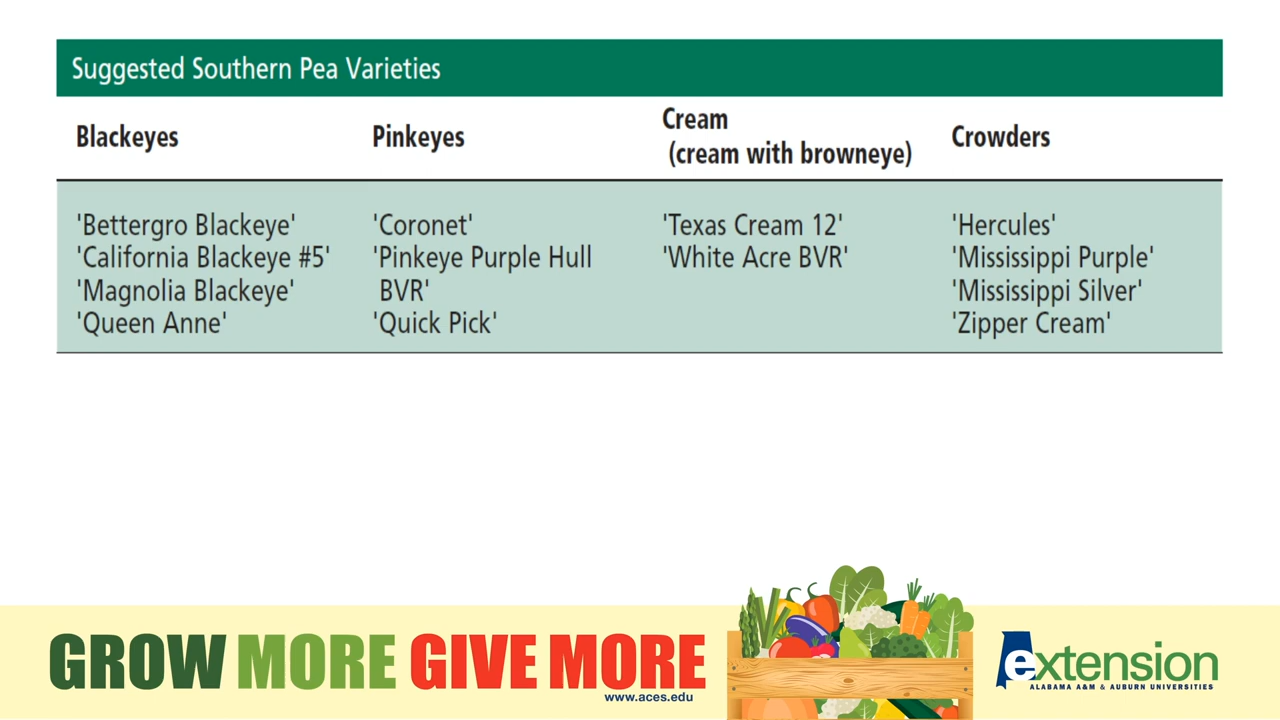 Suggested Southern Pea Varieties
Blackeyes
Pinkeyes
Cream
(cream with browneye)
Crowders
'Bettergro Blackeye'
'California Blackeye #5'
'Magnolia Blackeye'
'Queen Anne'
'Coronet'
'Pinkeye Purple Hull
BVR'
'Quick Pick'
'Texas Cream 12'
'White Acre BVR'
'Hercules'
'Mississippi Purple'
'Mississippi Silver'
'Zipper Cream'
GROW MORE GIVE MORE
www.aces.edu
extension
ALABAMA A&M & AUBURN UNIVERSITIES